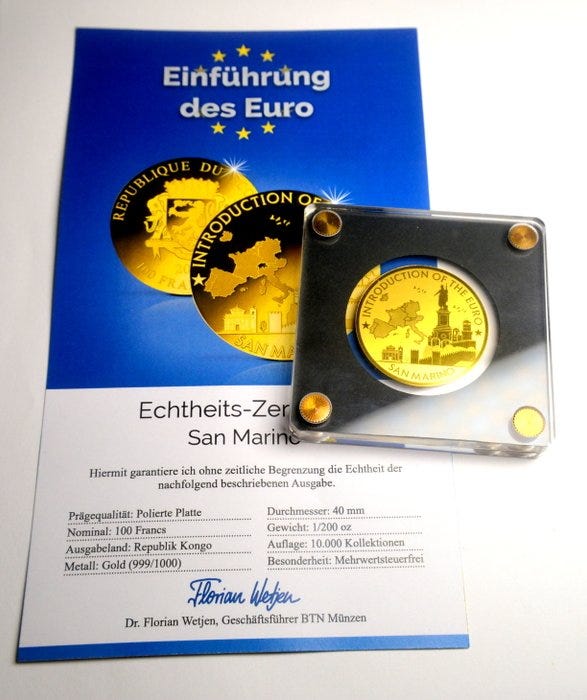 Einführung
des Euro
REPUBLIQUE DU
100 FRANC
INTRODUCTION OF
SAN MA
INTRODUCTION OF THE EURO
SAN MARINO
Echtheits-Zer
San Marino
Hiermit garantiere ich ohne zeitliche Begrenzung die Echtheit der
nachfolgend beschriebenen Ausgabe.
Prägequalität: Polierte Platte
Nominal: 100 Francs
Ausgabeland: Republik Kongo
Metall: Gold (999/1000)
Durchmesser: 40 mm
Gewicht: 1/200 oz
Auflage: 10.000 Kollektionen
Besonderheit: Mehrwertsteuerfrei
Florian Wetjen
Dr. Florian Wetjen, Geschäftsführer BTN Münzen